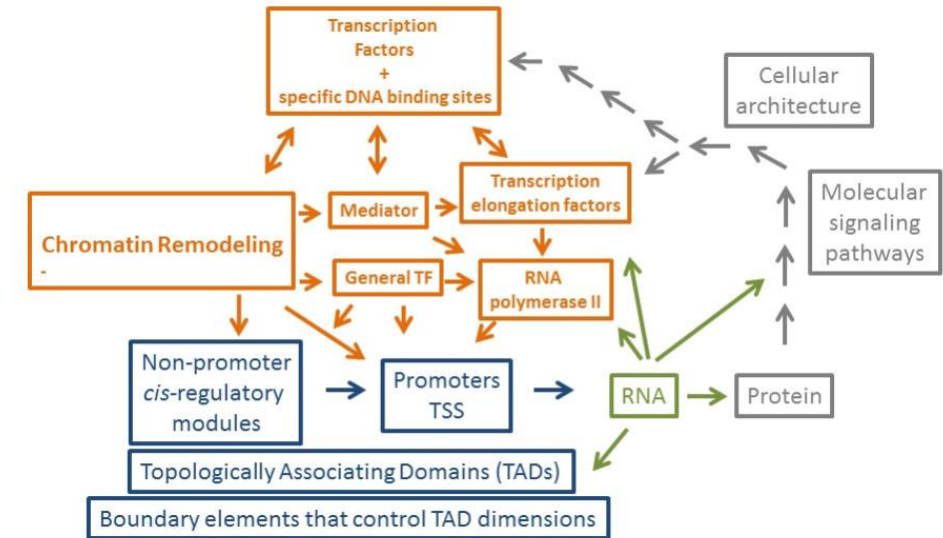 Transcription
Factors
+
specific DNA binding sites
Cellular
architecture
Transcription
elongation factors
Mediator
Molecular
signaling
pathways
Chromatin Remodeling
-
General TF
RNA
polymerase II
Non-promoter
cis-regulatory
modules
Promoters
TSS
RNA
Protein
Topologically Associating Domains (TADs)
Boundary elements that control TAD dimensions